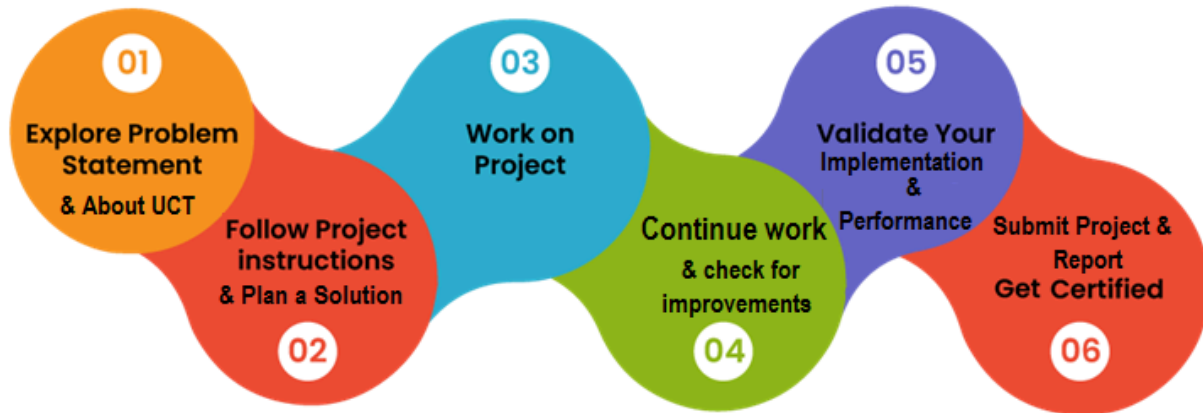 01
Explore Problem
Statement
& About UCT
Follow Project
instructions
& Plan a Solution
02
03
Work on
Project
Continue work
& check for
improvements
04
05
Validate Your
Implementation
&
Performance
Submit Project &
Report
Get Certified
06